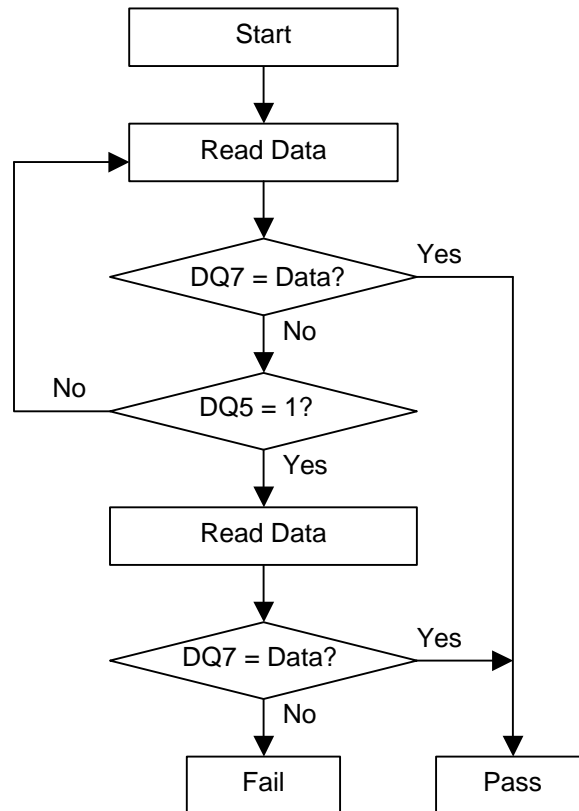 Start
Read Data
DQ7 = Data?
Yes
No
No
DQ5 = 1?
Yes
Read Data
DQ7 = Data?
Yes
No
Fail
Pass